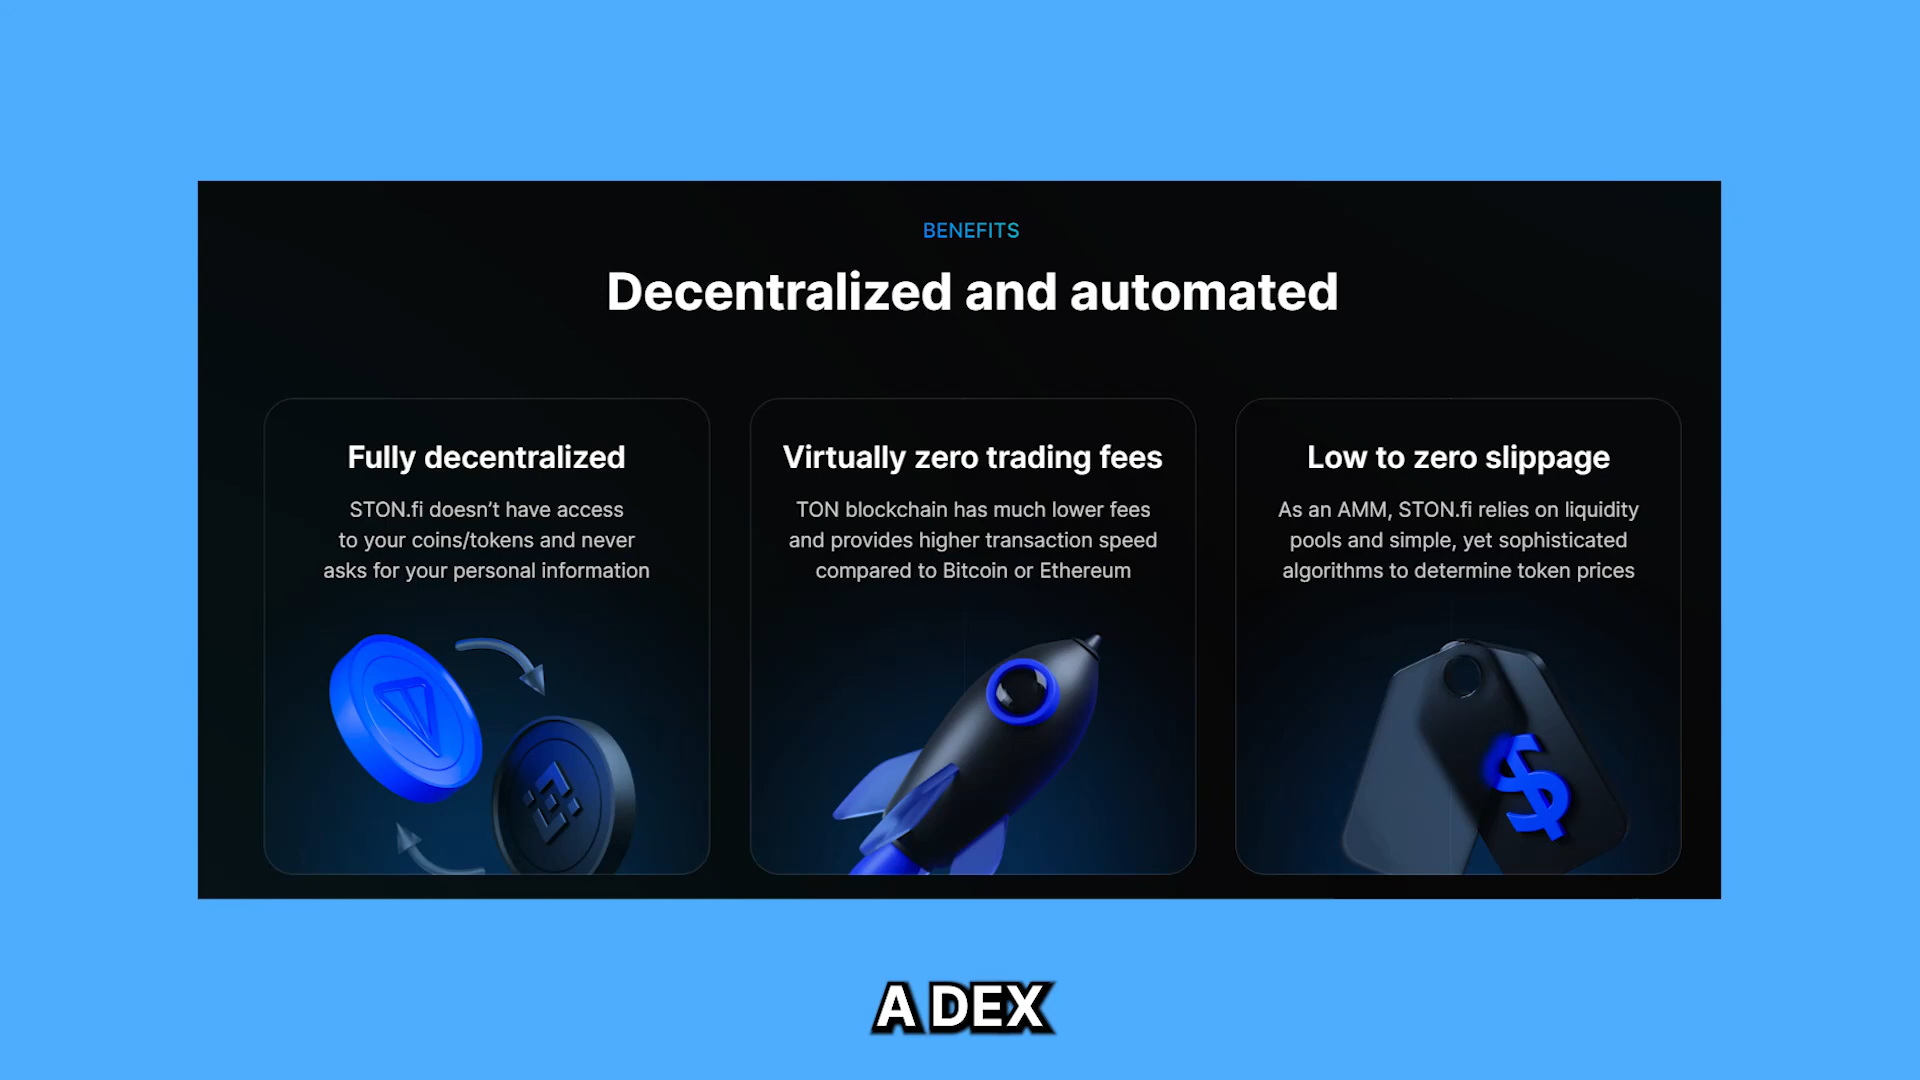 BENEFITS
Decentralized and automated
Fully decentralized
STON.fi doesn’t have access
to your coins/tokens and never
asks for your personal information
Virtually zero trading fees
TON blockchain has much lower fees
and provides higher transaction speed
compared to Bitcoin or Ethereum
Low to zero slippage
As an AMM, STON.fi relies on liquidity
pools and simple, yet sophisticated
algorithms to determine token prices
$
A DEX